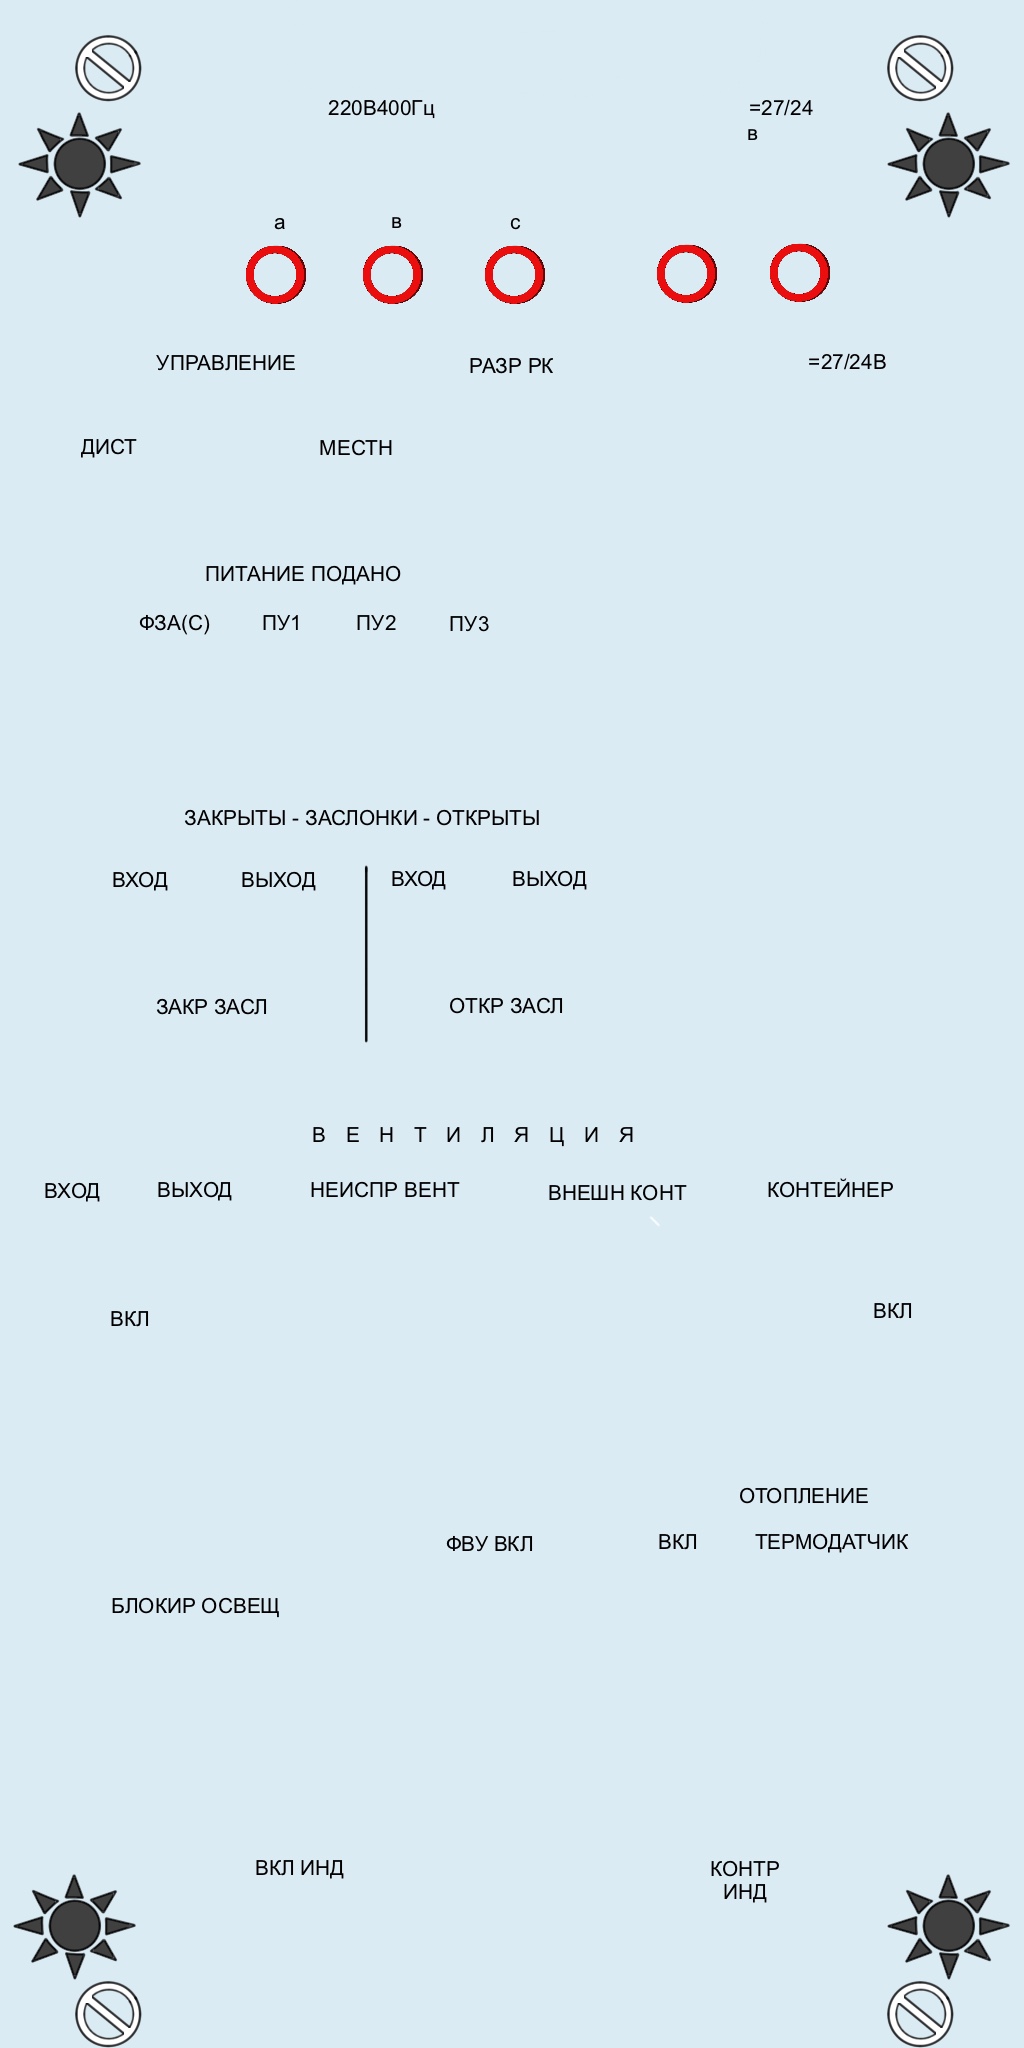 220В400Гц
=27/24
в
а в с
УПРАВЛЕНИЕ РАЗР РК =27/24В
ДИСТ МЕСТН
ПИТАНИЕ ПОДАНО
ФЗА(С) ПУ1 ПУ2 ПУ3
ЗАКРЫТЫ - ЗАСЛОНКИ - ОТКРЫТЫ
ВХОД ВЫХОД ВХОД ВЫХОД
ЗАКР ЗАСЛ ОТКР ЗАСЛ
В Е Н Т И Л Я Ц И Я
ВХОД ВЫХОД НЕИСПР ВЕНТ ВНЕШН КОНТ КОНТЕЙНЕР
ВКЛ ВКЛ
ОТОПЛЕНИЕ
ФВУ ВКЛ ВКЛ ТЕРМОДАТЧИК
БЛОКИР ОСВЕЩ
ВКЛ ИНД КОНТР
ИНД